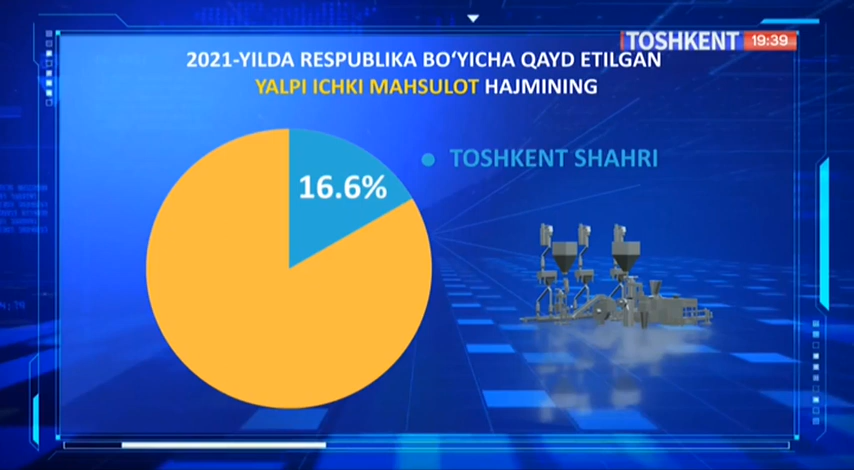 TOSHKENT 19:39
2021-YILDA RESPUBLIKA BO‘YICHA QAYD ETILGAN
YALPI ICHKI MAHSULOT HAJMINING
TOSHKENT SHAHRI
16.6%